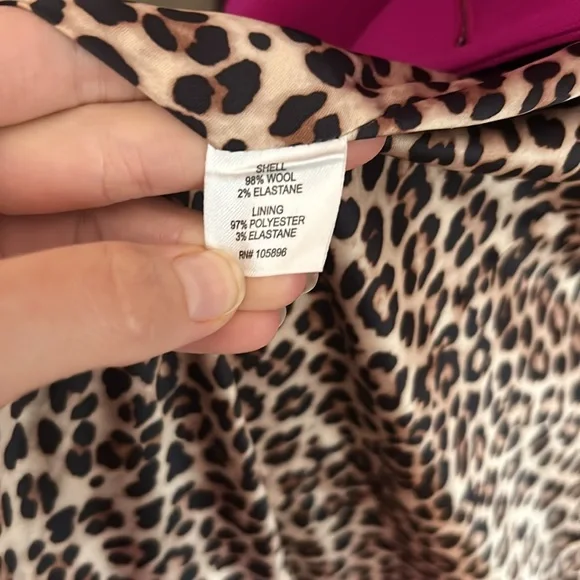 SHELL
98% WOOL
2% ELASTANE
LINING
97% POLYESTER
3% ELASTANE
RN# 105896